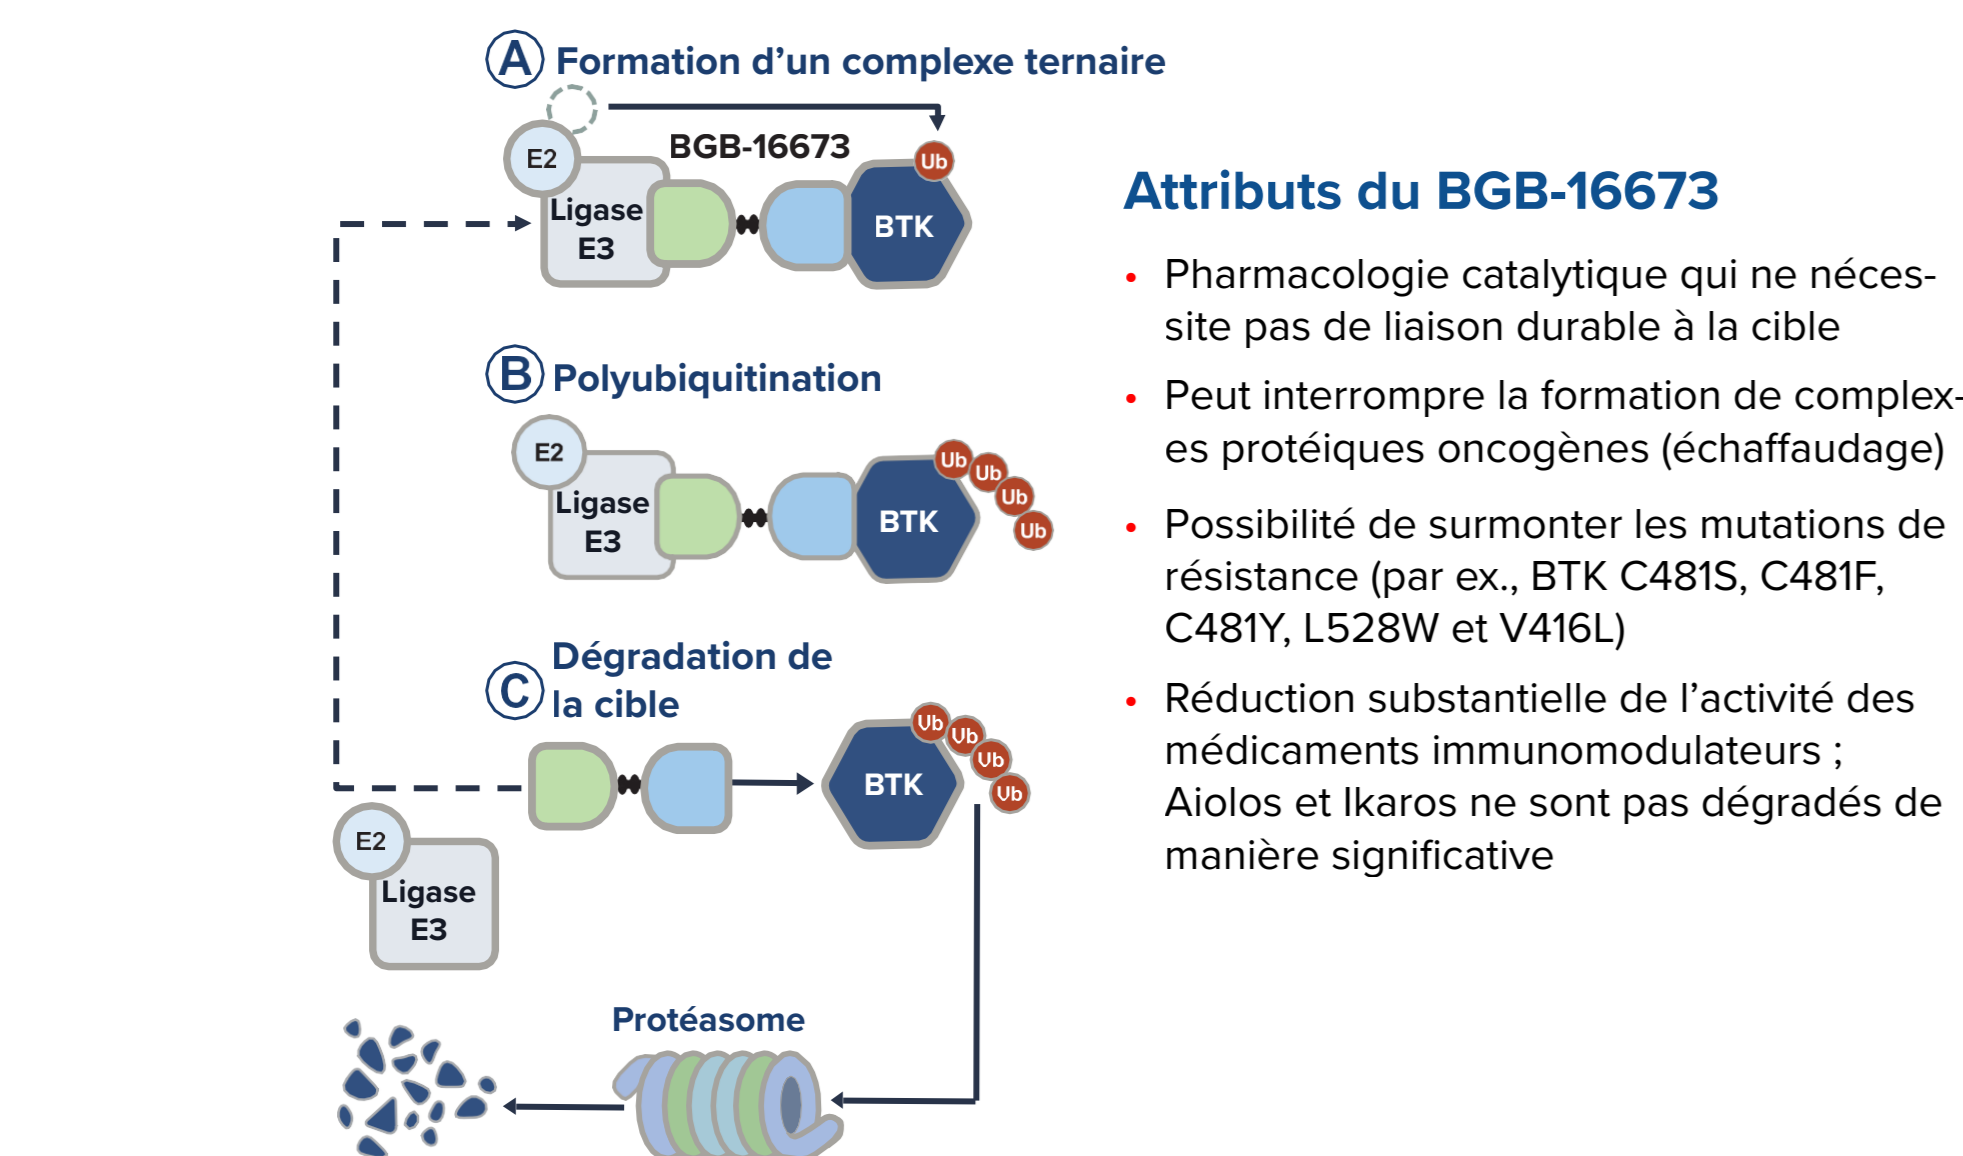 A Formation d’un complexe ternaire
BGB-16673
E2
Ub
Ligase
E3
BTK
B Polyubiquitination
E2
Ligase
E3
BTK
Ub
Ub
Ub
Ub
C Dégradation de
la cible
BTK
Ub
Ub
Ub
Ub
E2
Ligase
E3
Protéasome
Attributs du BGB-16673
• Pharmacologie catalytique qui ne néces-
site pas de liaison durable à la cible
• Peut interrompre la formation de complex-
es protéiques oncogènes (échaffaudage)
• Possibilité de surmonter les mutations de
résistance (par ex., BTK C481S, C481F,
C481Y, L528W et V416L)
• Réduction substantielle de l’activité des
médicaments immunomodulateurs ;
Aiolos et Ikaros ne sont pas dégradés de
manière significative